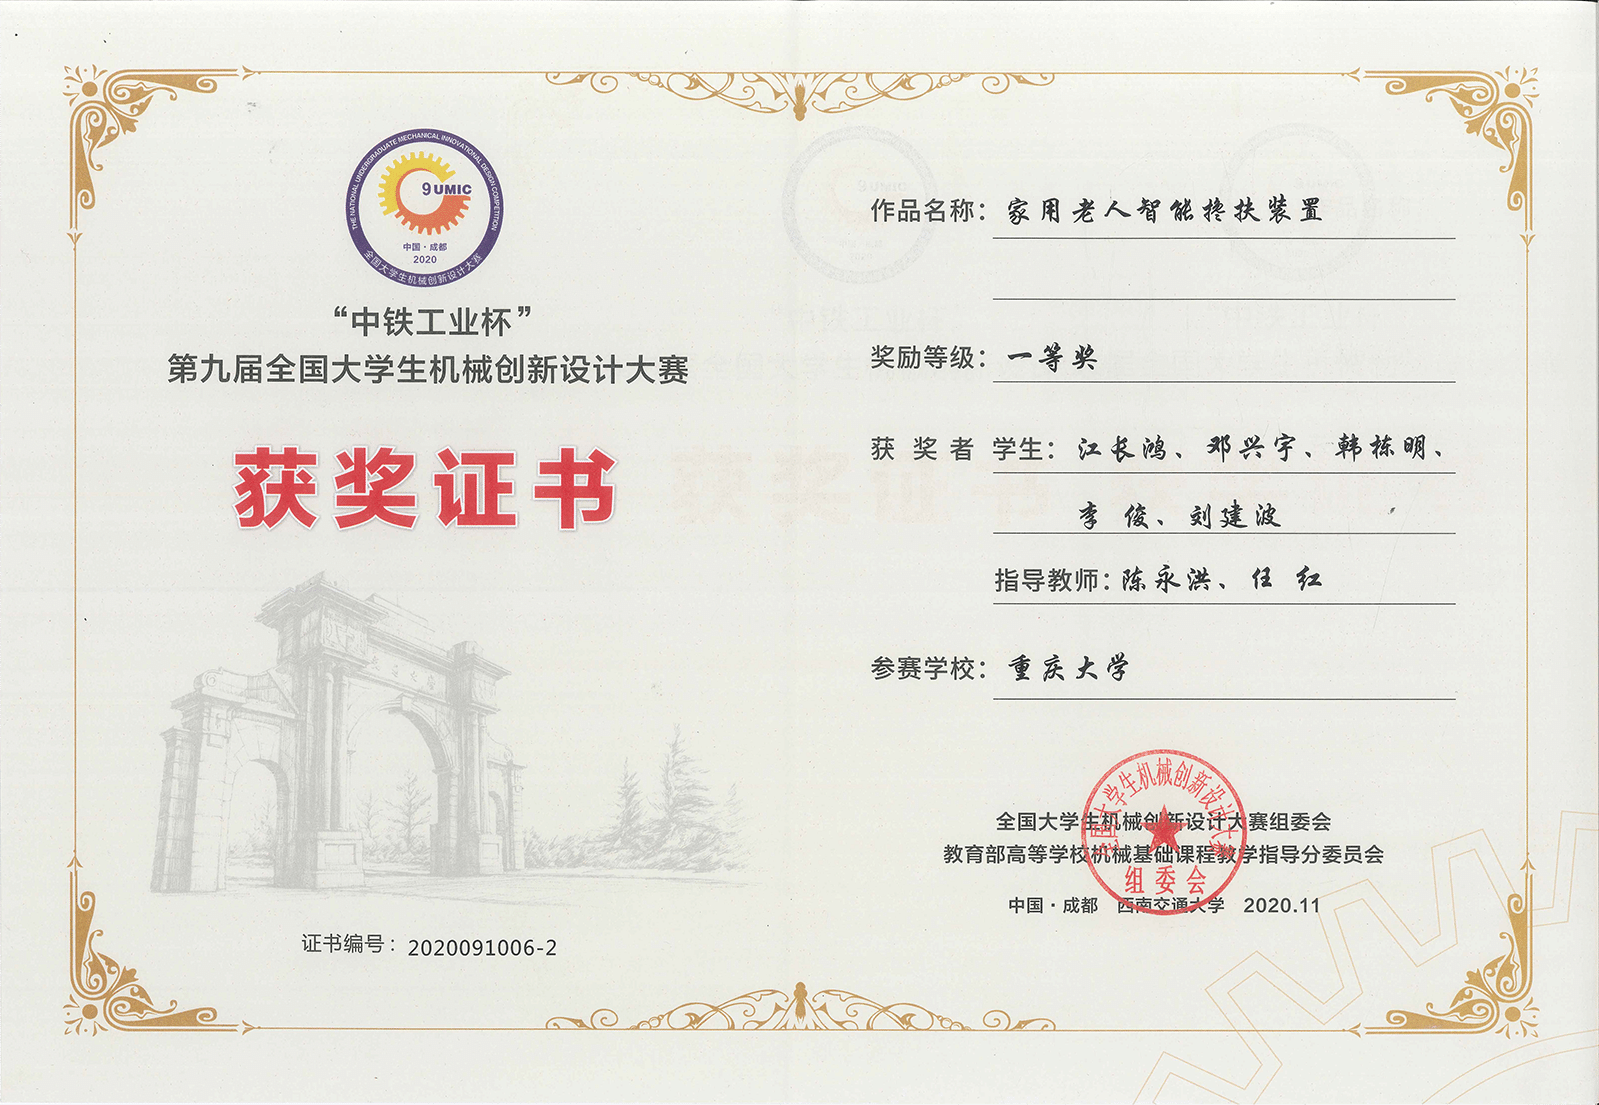 THE NATIONAL UNDERGRADUATE MECHANICAL INNOVATIONAL DESIGN COMPETITION
9 UMIC
中国·成都
2020
全国大学生机械创新设计大赛
“中铁工业杯”
第九届全国大学生机械创新设计大赛
获奖证书
证书编号：2020091006-2
作品名称：家用老人智能搀扶装置
奖励等级：一等奖
获奖者 学生：江长鸿、邓兴宇、韩栋明、
李俊、刘建波
指导教师：陈永洪、任红
参赛学校：重庆大学
全国大学生机械创新设计大赛组委会
教育部高等学校机械基础课程教学指导分委员会
中国·成都 西南交通大学 2020.11
全国大学生机械创新设计大赛
组委会